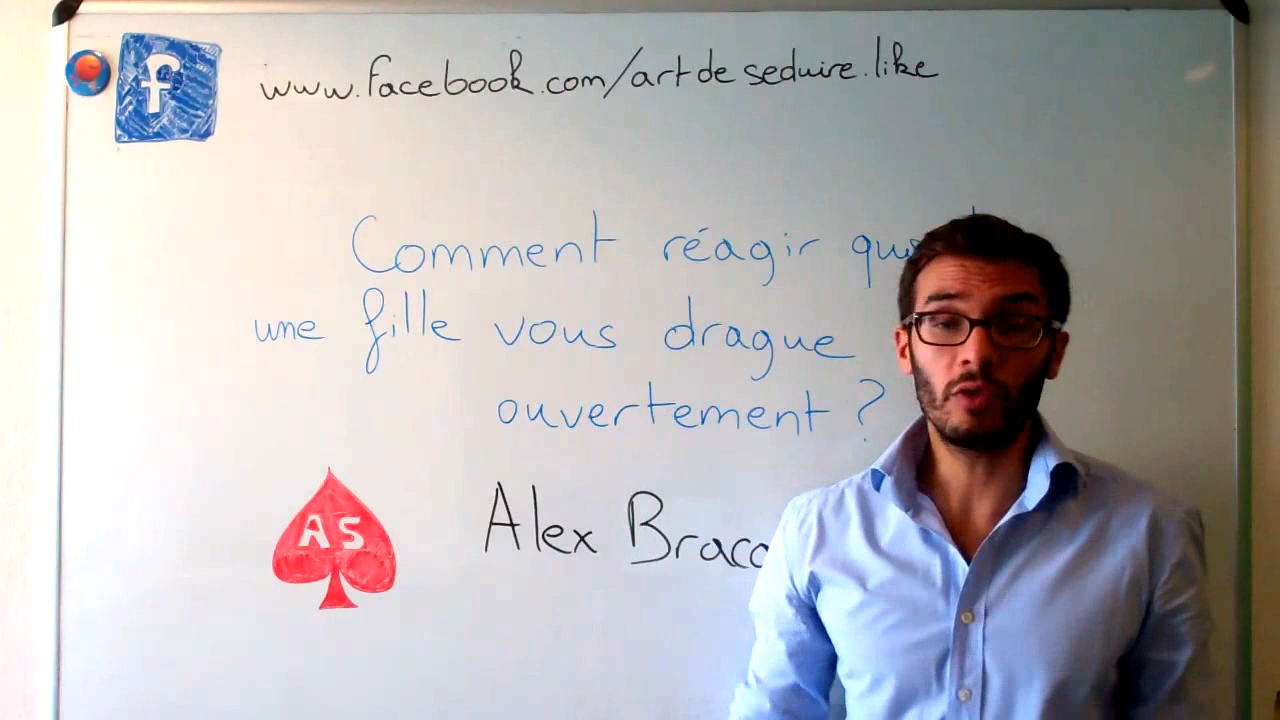 f
www.facebook.com/artdeseduire.like
Comment réagir
une fille vous drague
ouvertement ?
AS
Alex